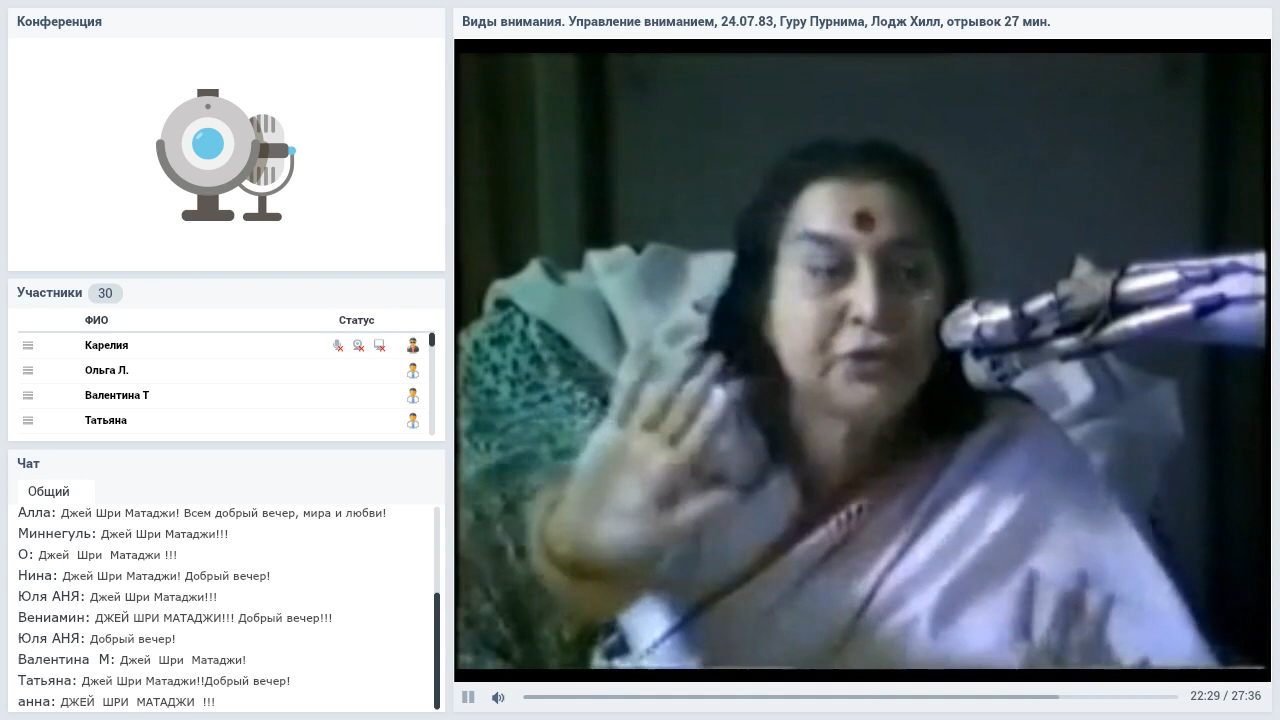 Конференция
Виды внимания. Управление вниманием, 24.07.83, Гуру Пурнима, Лодж Хилл, отрывок 27 мин.
Участники 30
ФИО Статус
Карелия
Ольга Л.
Валентина Т
Татьяна
Чат
Общий
Алла: Джей Шри Матаджи! Всем добрый вечер, мира и любви!
Миннегуль: Джей Шри Матаджи!!!
О: Джей Шри Матаджи !!!
Нина: Джей Шри Матаджи! Добрый вечер!
Юля АНЯ: Джей Шри Матаджи!!!
Вениамин: ДЖЕЙ ШРИ МАТАДЖИ!!! Добрый вечер!!!
Юля АНЯ: Добрый вечер!
Валентина М: Джей Шри Матаджи!
Татьяна: Джей Шри Матаджи!!Добрый вечер!
анна: ДЖЕЙ ШРИ МАТАДЖИ !!!
22:29 / 27:36